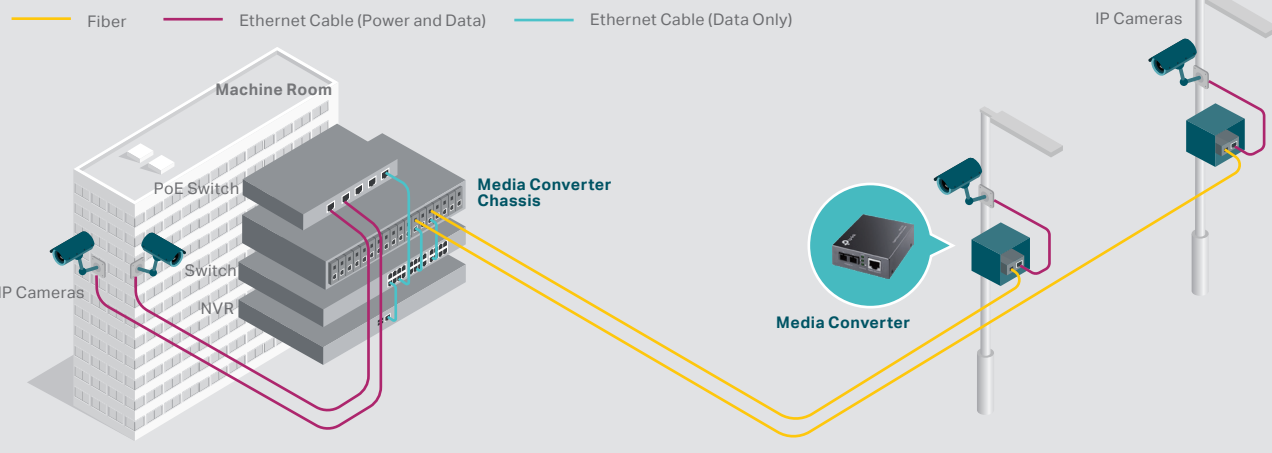 Fiber
Ethernet Cable (Power and Data)
Ethernet Cable (Data Only)
IP Cameras
Machine Room
PoE Switch
Media Converter
Chassis
Switch
IP Cameras
NVR
Media Converter